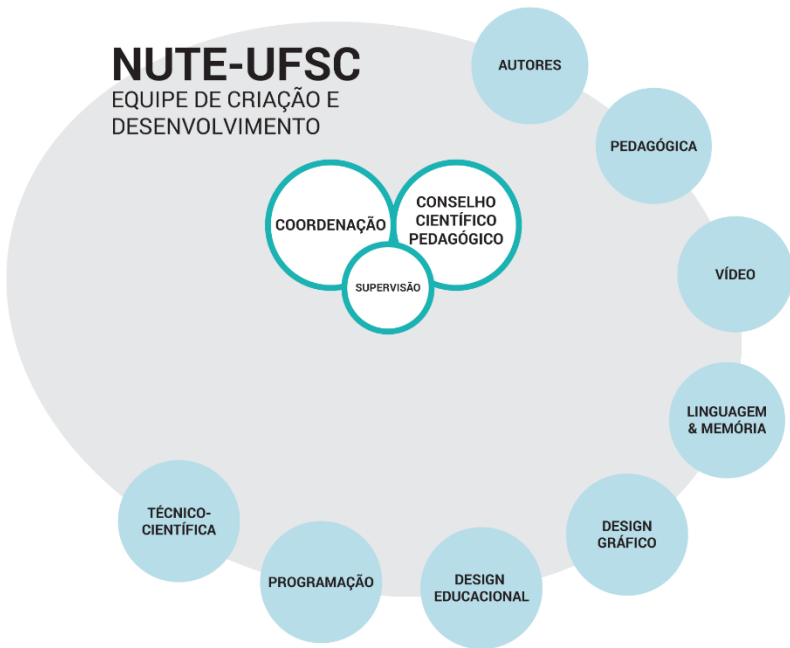 NUTE-UFSC
EQUIPE DE CRIAÇÃO E
DESENVOLVIMENTO
AUTORES
PEDAGÓGICA
COORDENAÇÃO
CONSELHO
CIENTÍFICO
PEDAGÓGICO
SUPERVISÃO
VÍDEO
LINGUAGEM
& MEMÓRIA
DESIGN
GRÁFICO
DESIGN
EDUCACIONAL
PROGRAMAÇÃO
TÉCNICO-
CIENTÍFICA